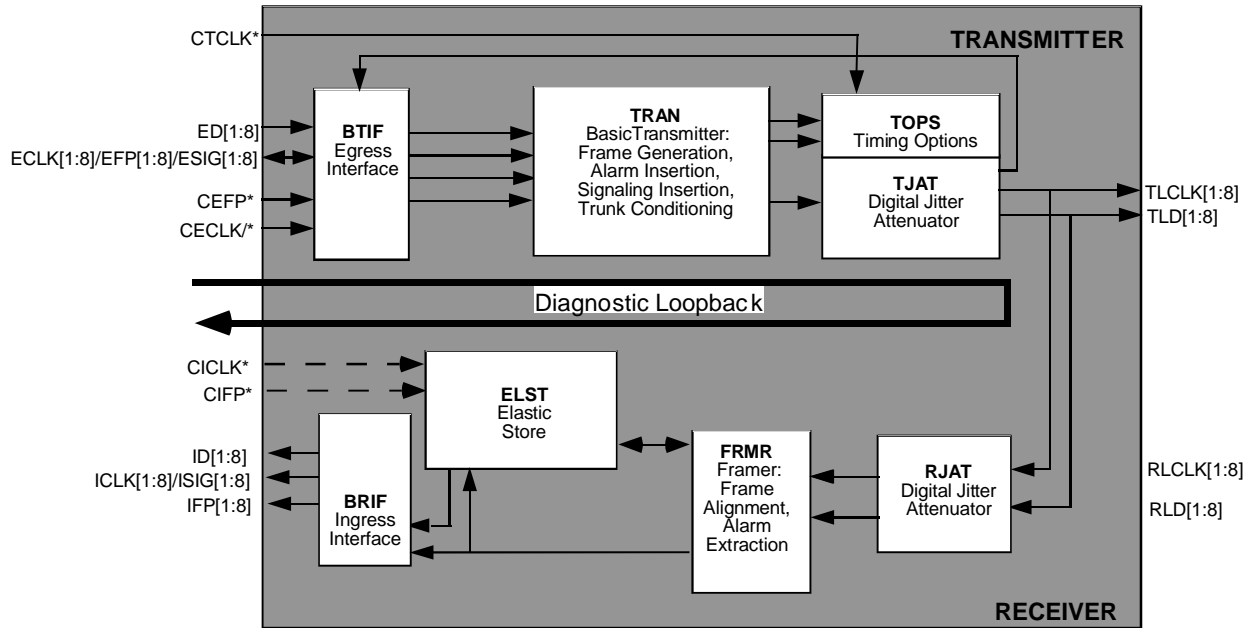 CTCLK*
TRANSMITTER
ED[1:8]
ECLK[1:8]/EFP[1:8]/ESIG[1:8]
CEFP*
CECLK/*
BTIF
Egress
Interface
TRAN
BasicTransmitter:
Frame Generation,
Alarm Insertion,
Signaling Insertion,
Trunk Conditioning
TOPS
Timing Options
TJAT
Digital Jitter
Attenuator
TLCLK[1:8]
TLD[1:8]
Diagnostic Loopback
CICLK*
CIFP*
ELST
Elastic
Store
ID[1:8]
ICLK[1:8]/ISIG[1:8]
IFP[1:8]
BRIF
Ingress
Interface
FRMR
Framer:
Frame
Alignment,
Alarm
Extraction
RJAT
Digital Jitter
Attenuator
RLCLK[1:8]
RLD[1:8]
RECEIVER